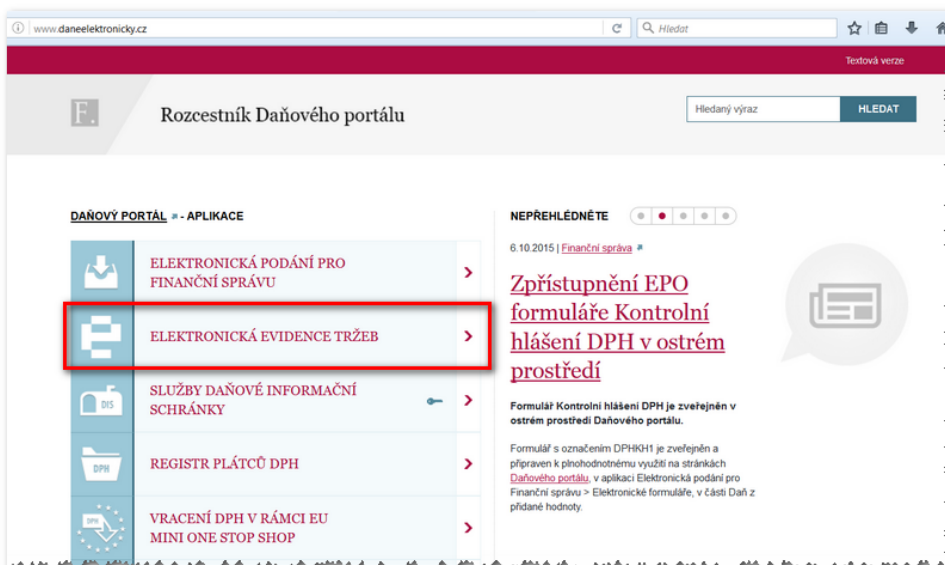 www.daneelektronicky.cz
Hledat
Textová verze
F.
Rozcestník Daňového portálu
Hledaný výraz
HLEDAT
DAŇOVÝ PORTÁL - APLIKACE
ELEKTRONICKÁ PODÁNÍ PRO
FINANČNÍ SPRÁVU
ELEKTRONICKÁ EVIDENCE TRŽEB
DIS
SLUŽBY DAŇOVÉ INFORMAČNÍ
SCHRÁNKY
DPH
REGISTR PLÁTCŮ DPH
DPH
VRACENÍ DPH V RÁMCI EU
MINI ONE STOP SHOP
NEPŘEHLÉDNĚTE
6.10.2015 | Finanční správa
Zpřístupnění EPO
formuláře Kontrolní
hlášení DPH v ostrém
prostředí
Formulář Kontrolní hlášení DPH je zveřejněn v
ostrém prostředí Daňového portálu.
Formulář s označením DPHKH1 je zveřejněn a
připraven k plnohodnotnému využití na stránkách
Daňového portálu, v aplikaci Elektronická podání pro
Finanční správu > Elektronické formuláře, v části Daň z
přidané hodnoty.